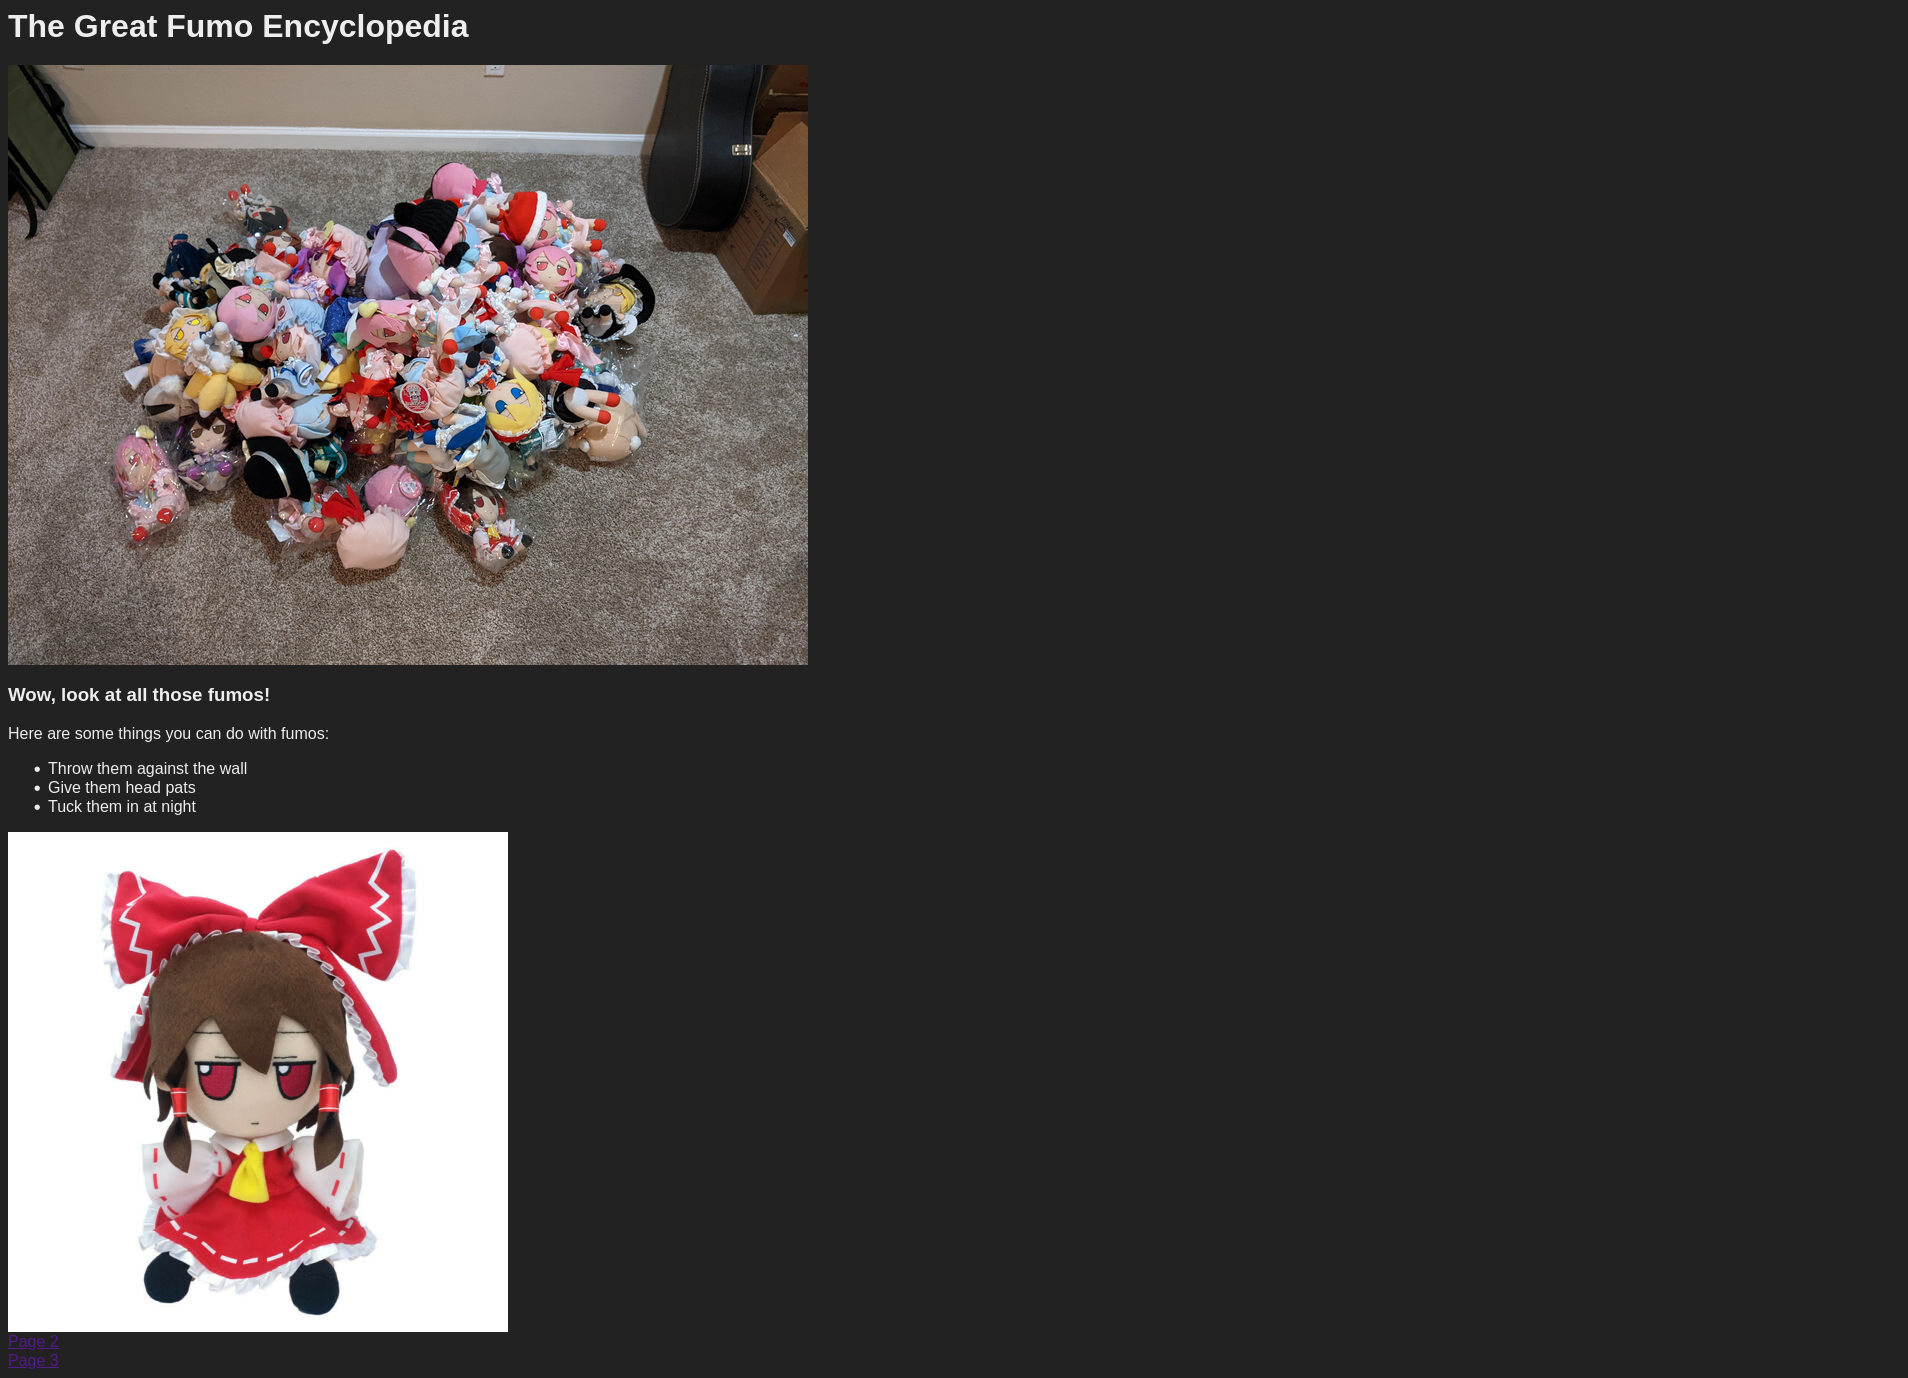 The Great Fumo Encyclopedia
Wow, look at all those fumos!
Here are some things you can do with fumos:
Throw them against the wall
Give them head pats
Tuck them in at night
Page 2
Page 3